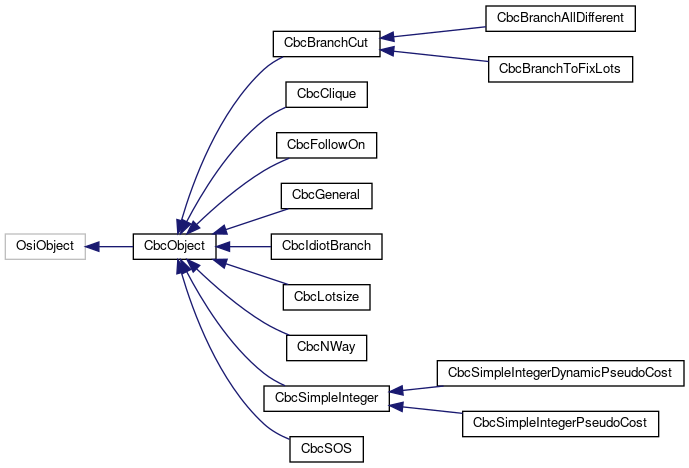 CbcBranchAllDifferent
CbcBranchCut
CbcBranchToFixLots
CbcClique
CbcFollowOn
CbcGeneral
OsiObject
CbcObject
CbcIdiotBranch
CbcLotsize
CbcNWay
CbcSimpleIntegerDynamicPseudoCost
CbcSimpleInteger
CbcSimpleIntegerPseudoCost
CbcSOS